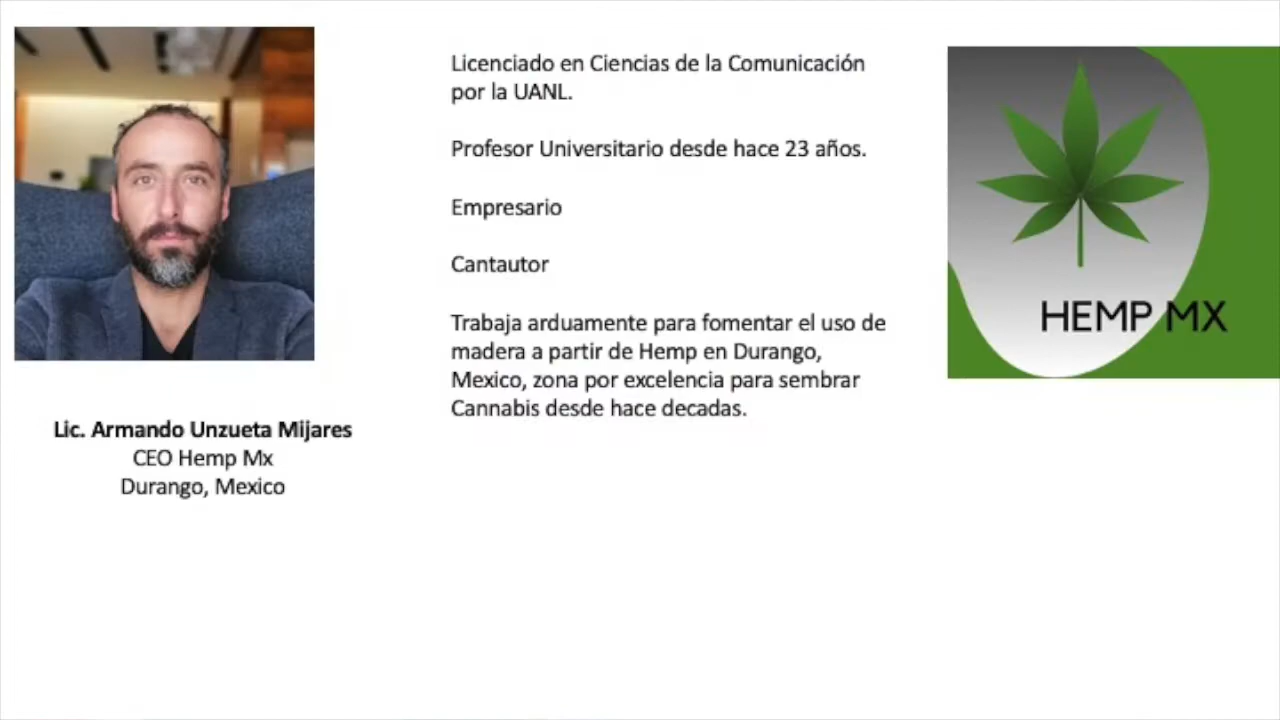 Licenciado en Ciencias de la Comunicación
por la UANL.
Profesor Universitario desde hace 23 años.
Empresario
Cantautor
Trabaja arduamente para fomentar el uso de
madera a partir de Hemp en Durango,
Mexico, zona por excelencia para sembrar
Cannabis desde hace decadas.
HEMP MX
Lic. Armando Unzueta Mijares
CEO Hemp Mx
Durango, Mexico